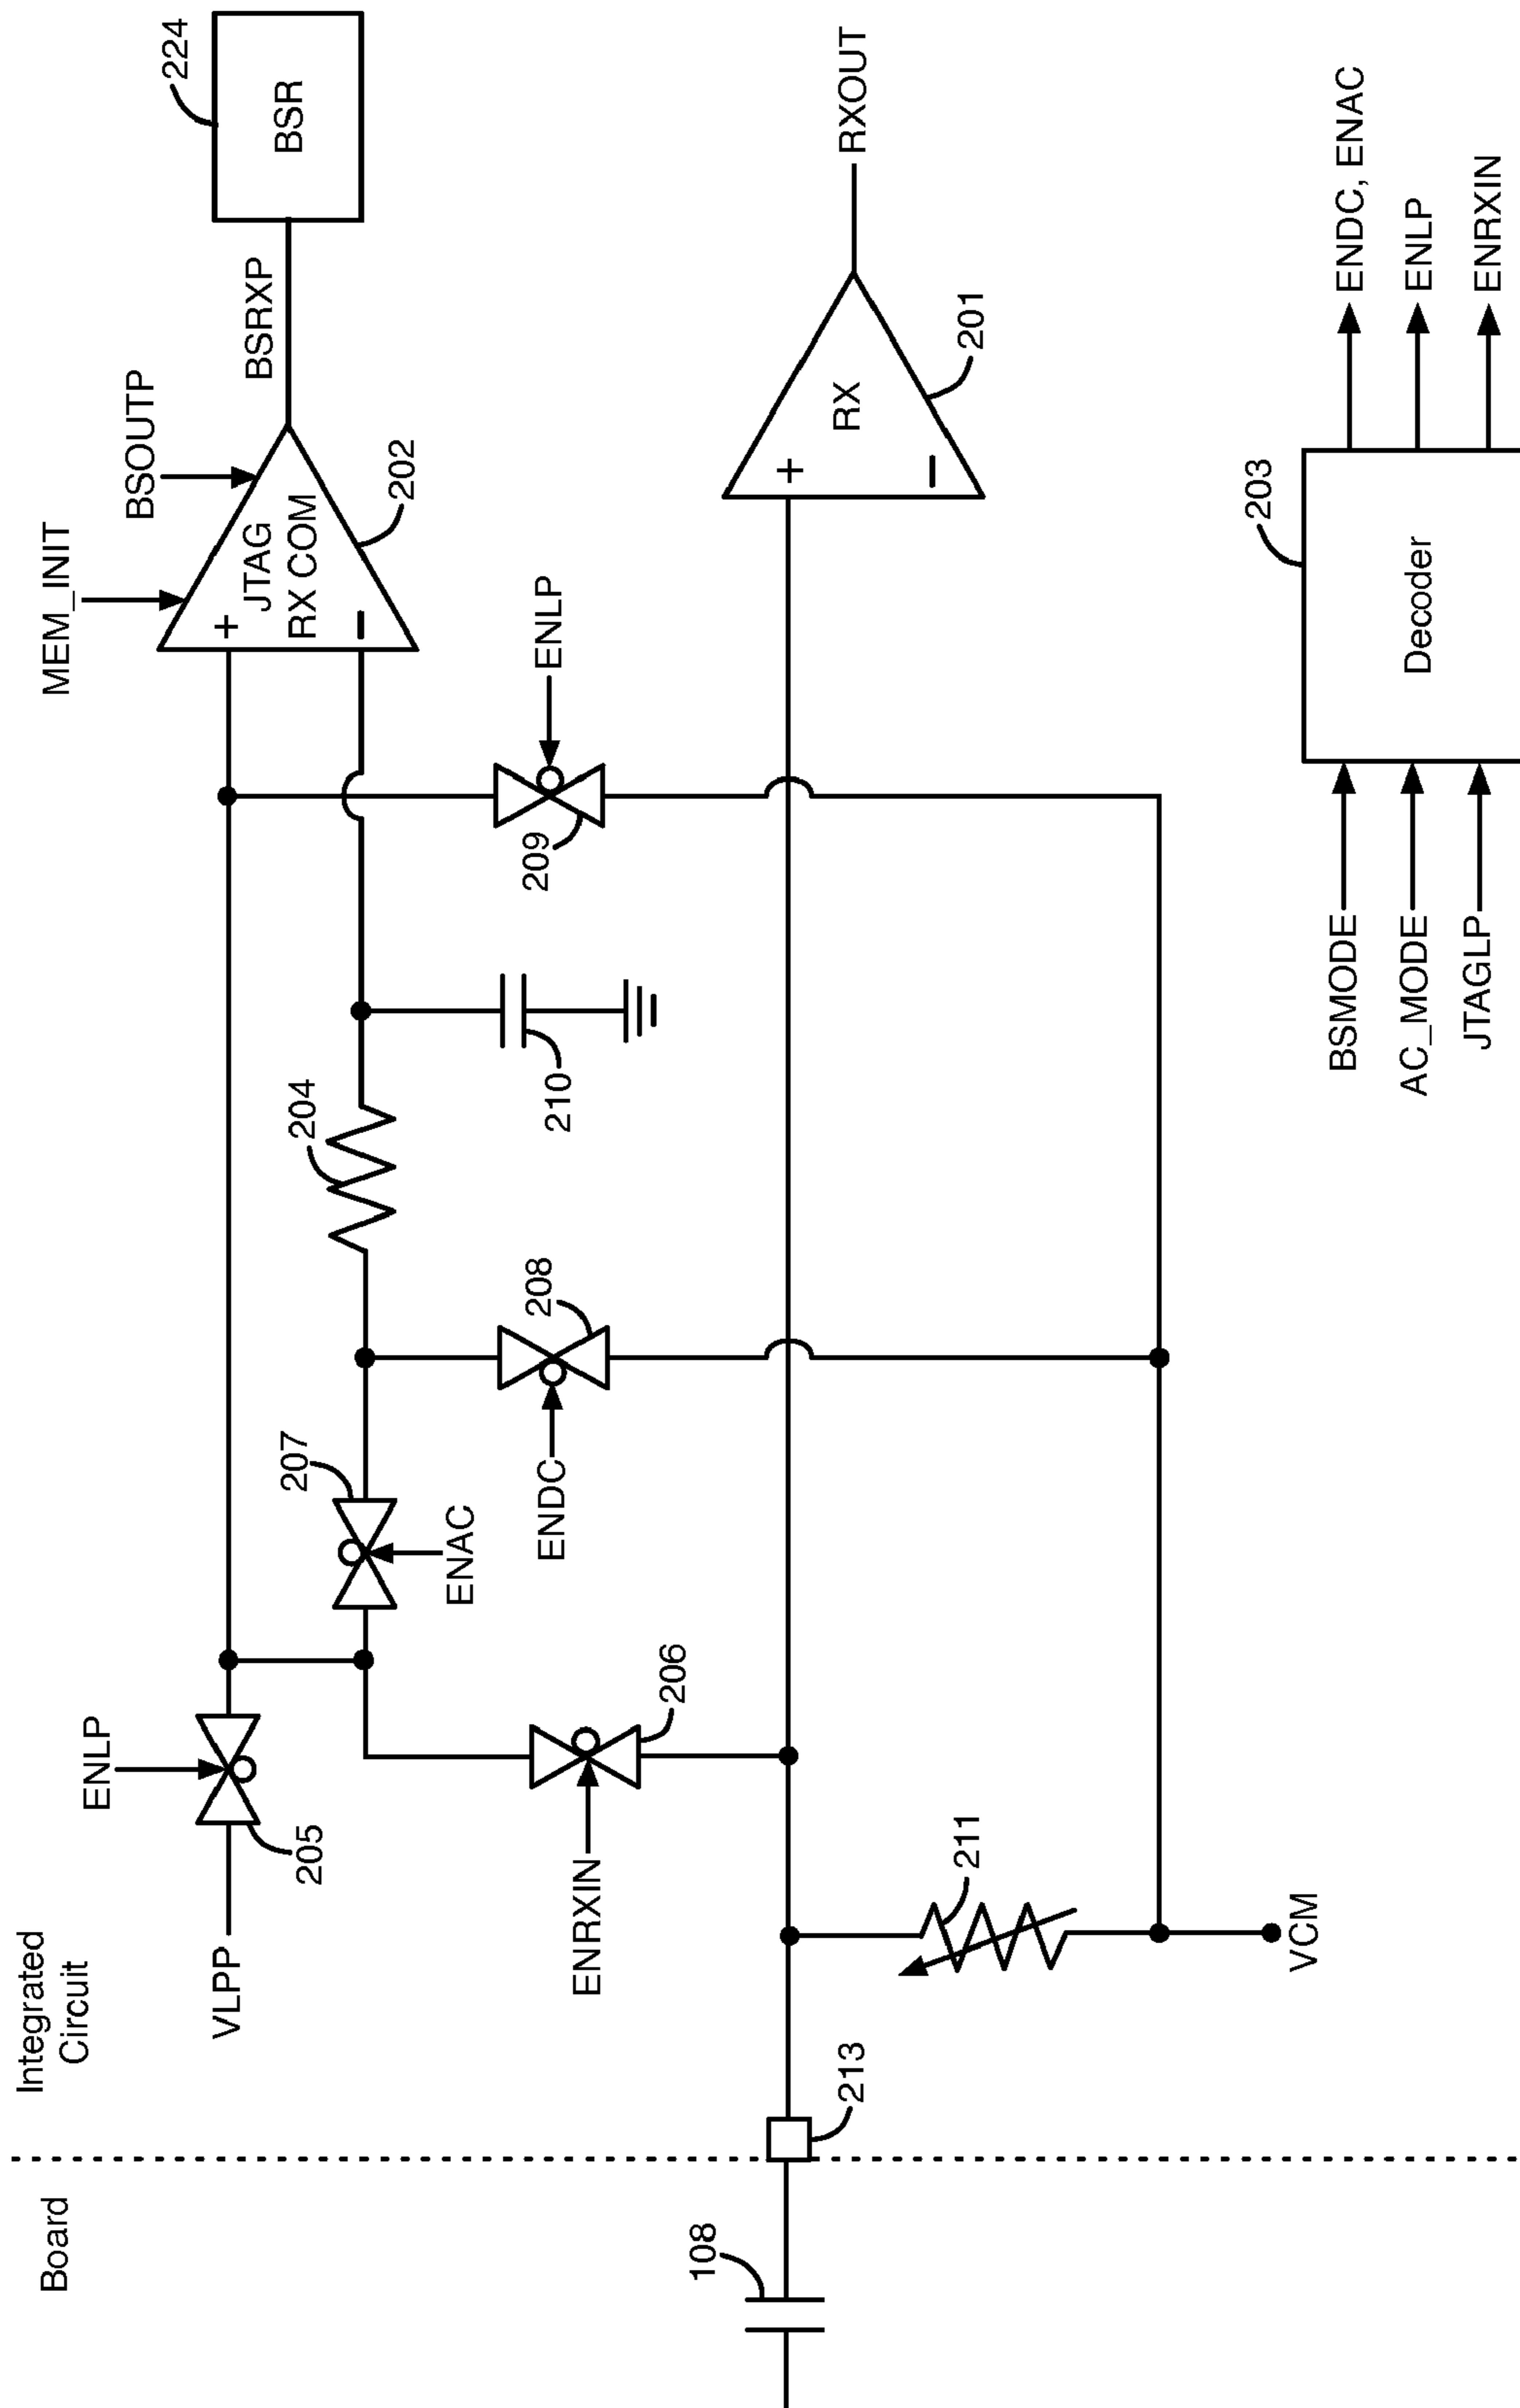 Board
Integrated
Circuit
108
213
VLPP
ENLP
205
ENRXIN
206
211
VCM
207
ENAC
ENDC
208
204
210
209
ENLP
MEM_INIT
BSOUTP
+
JTAG
RX COM
−
202
BSRXP
BSR
224
+
RX
−
201
RXOUT
BSMODE
AC_MODE
JTAGLP
203
Decoder
ENDC, ENAC
ENLP
ENRXIN